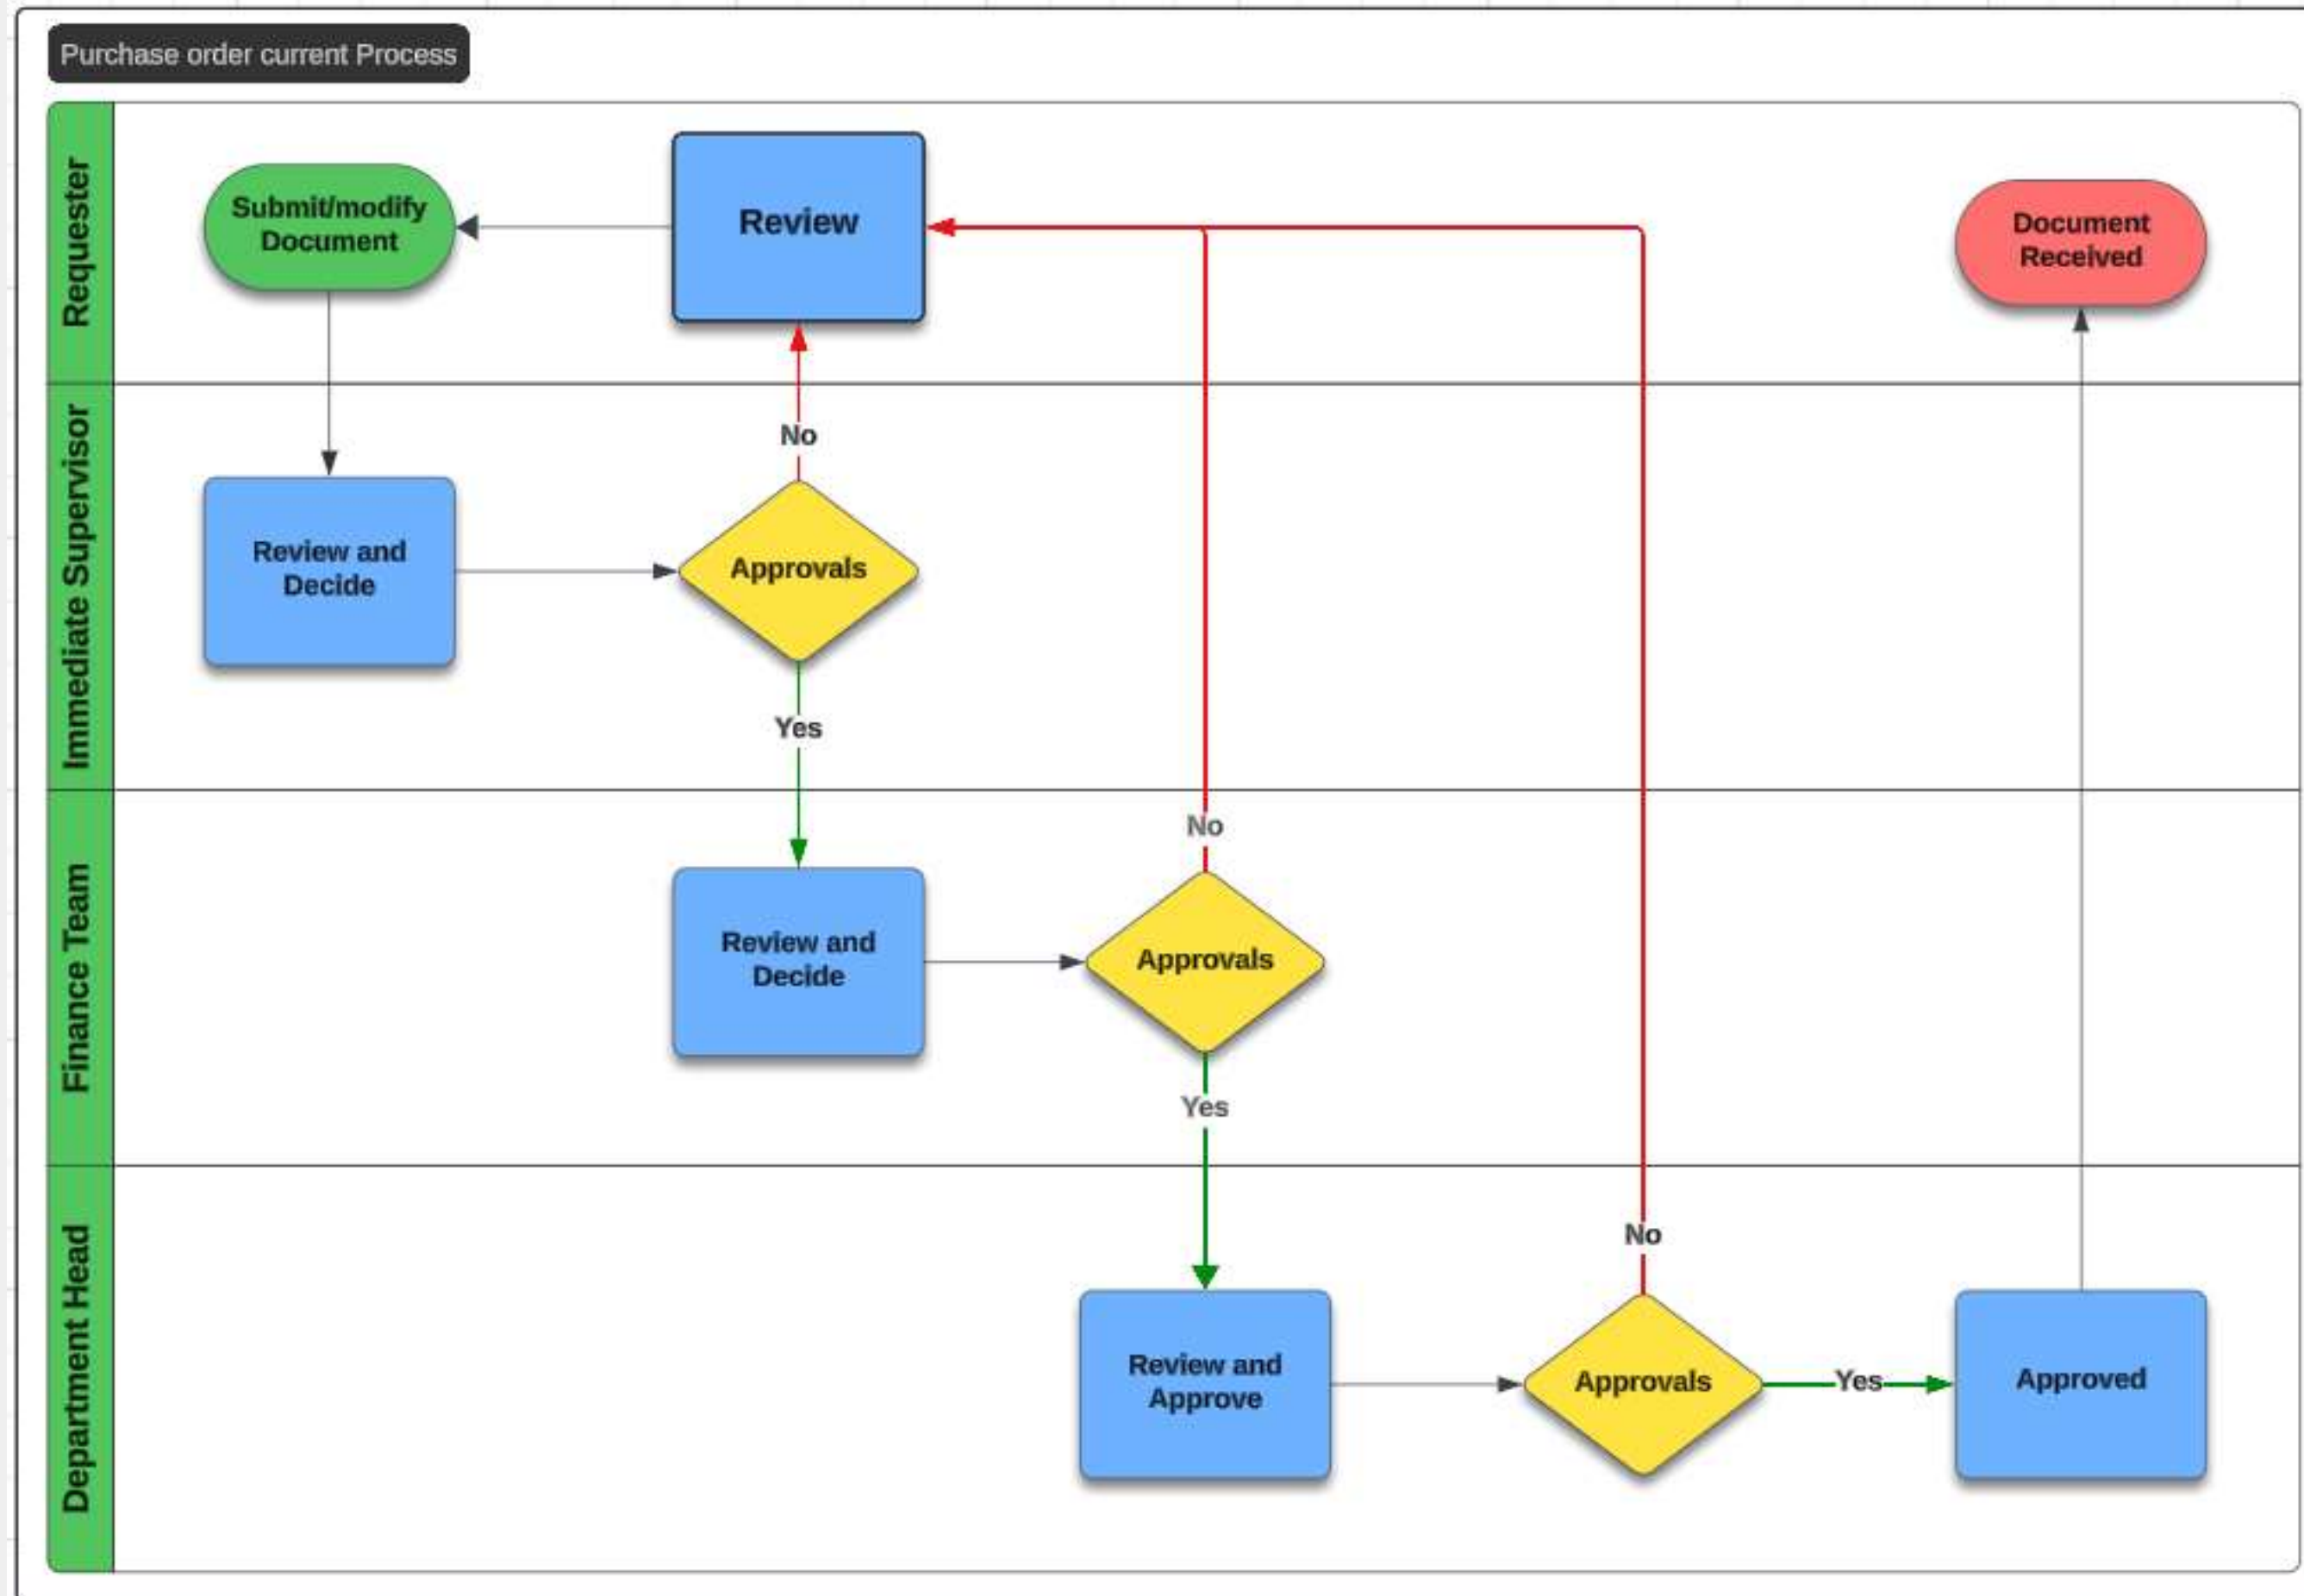 Purchase order current Process
Requester
Submit/modify
Document
Review
Document
Received
Immediate Supervisor
No
Review and
Decide
Approvals
Yes
Finance Team
No
Review and
Decide
Approvals
Yes
Department Head
No
Review and
Approve
Approvals
Yes
Approved